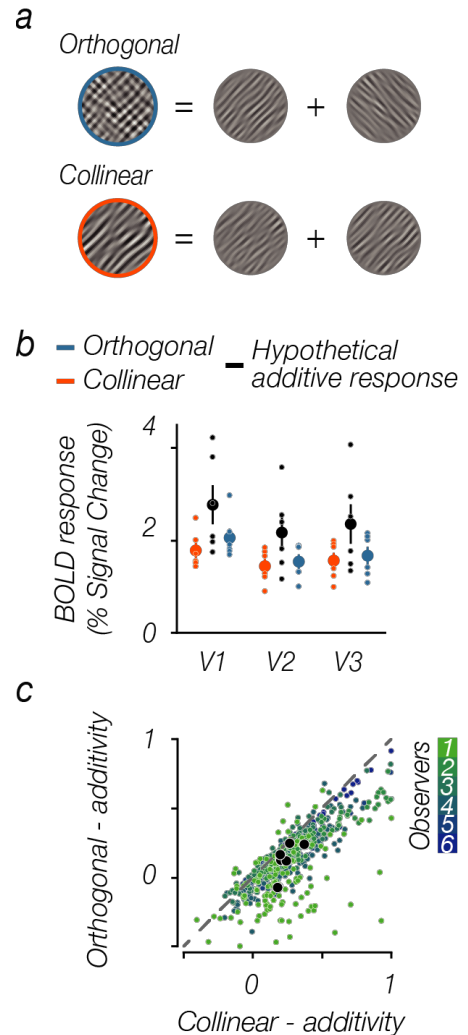 a
Orthogonal
= +
Collinear
= +
b
Orthogonal
Collinear
Hypothetical
additive response
BOLD response
(% Signal Change)
4
2
0
V1 V2 V3
c
Orthogonal - additivity
1
0
0 1
Collinear - additivity
Observers
1
2
3
4
5
6